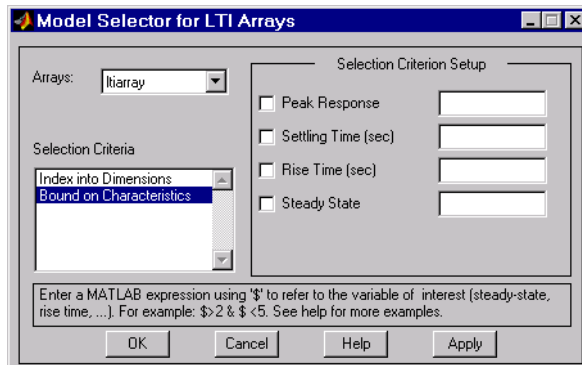 Model Selector for LTI Arrays
Arrays:
ltiarray
Selection Criteria
Index into Dimensions
Bound on Characteristics
Selection Criterion Setup
Peak Response
Settling Time (sec)
Rise Time (sec)
Steady State
Enter a MATLAB expression using '$' to refer to the variable of interest (steady-state,
rise time, ...). For example: $>2 & $ <5. See help for more examples.
OK
Cancel
Help
Apply